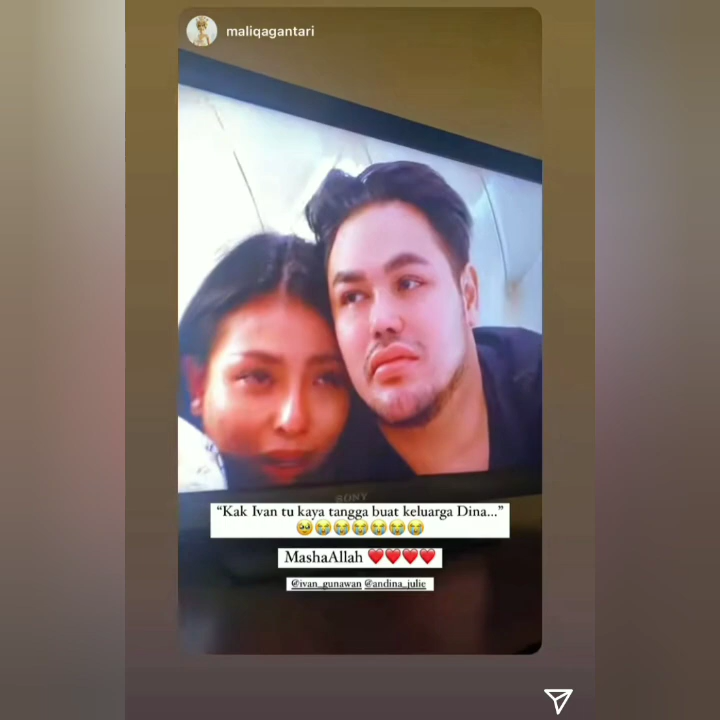 maliqagantari
SONY
“Kak Ivan tu kaya tangga buat keluarga Dina...”
🥹😭😭😭😭😭😭
MashaAllah ❤️❤️❤️❤️
@ivan_gunawan @andina_julie